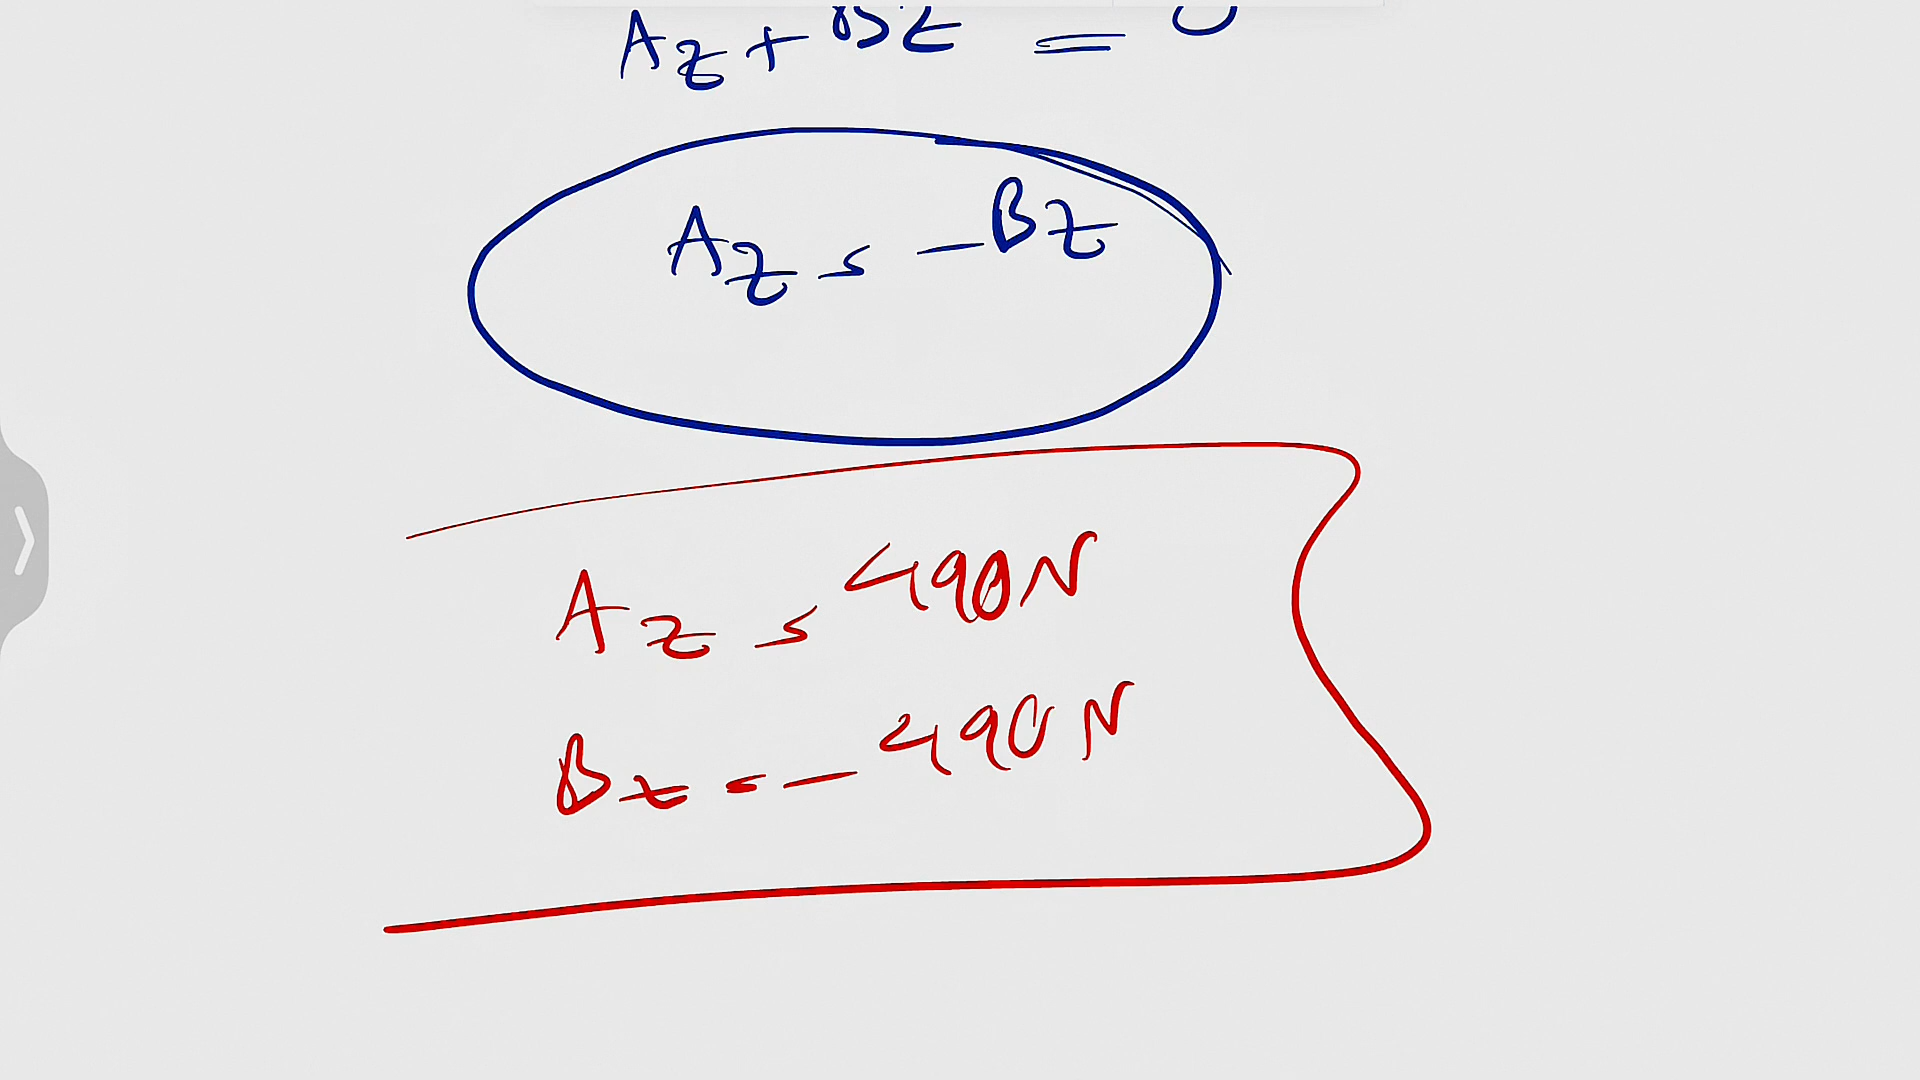 Az + Bz = 0
Az = -Bz
Az = 490N
Bz = -490N